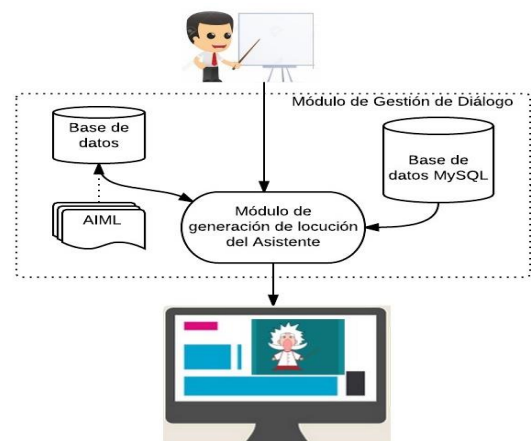 Módulo de Gestión de Diálogo
Base de
datos
Base de
datos MySQL
AIML
Módulo de
generación de locución
del Asistente